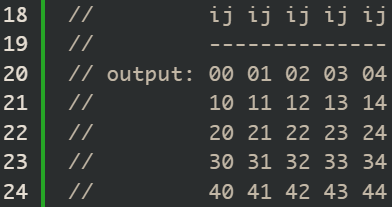 18 //         ij ij ij ij ij
19 //         --------------
20 // output: 00 01 02 03 04
21 //         10 11 12 13 14
22 //         20 21 22 23 24
23 //         30 31 32 33 34
24 //         40 41 42 43 44